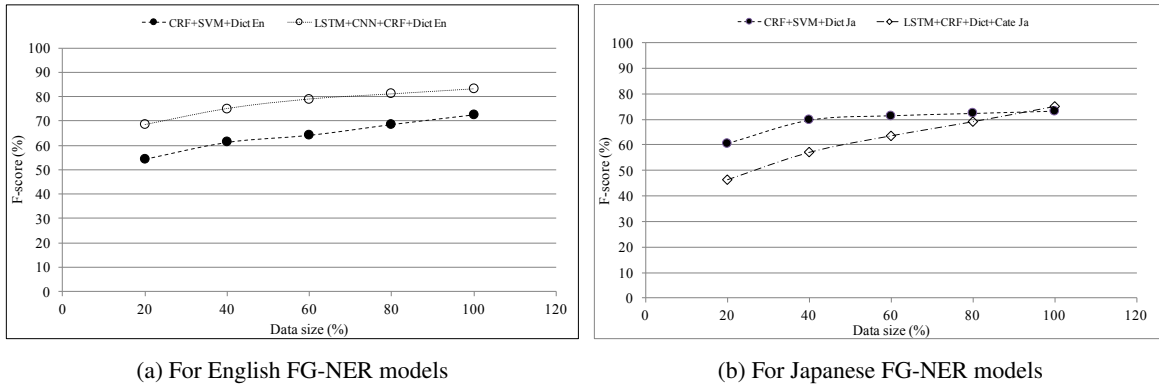 CRF+SVM+Dict En LSTM+CNN+CRF+Dict En
100
90
80
70
60
50
40
30
20
10
0
F-score (%)
0 20 40 60 80 100 120
Data size (%)
(a) For English FG-NER models
CRF+SVM+Dict Ja LSTM+CRF+Dict+Cate Ja
100
90
80
70
60
50
40
30
20
10
0
F-score (%)
0 20 40 60 80 100 120
Data size (%)
(b) For Japanese FG-NER models